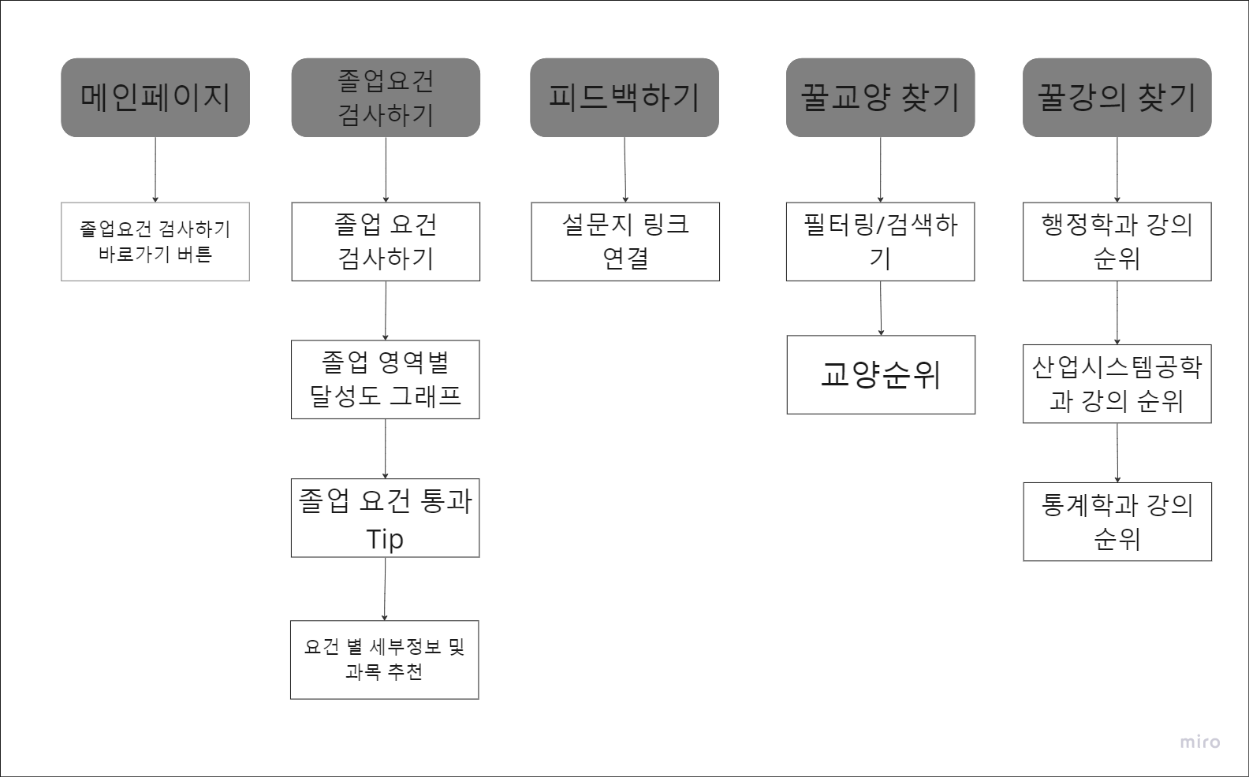 메인페이지
졸업요건
검사하기
피드백하기
꿀교양 찾기
꿀강의 찾기
졸업요건 검사하기
바로가기 버튼
졸업 요건
검사하기
설문지 링크
연결
필터링/검색하
기
행정학과 강의
순위
졸업 영역별
달성도 그래프
교양순위
산업시스템공학
과 강의 순위
졸업 요건 통과
Tip
통계학과 강의
순위
요건 별 세부정보 및
과목 추천
miro